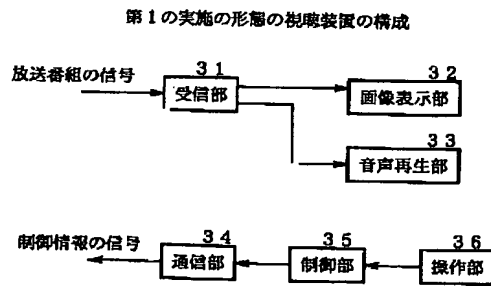 第１の実施の形態の視聴装置の構成
放送番組の信号
３１
受信部
３２
画像表示部
３３
音声再生部
制御情報の信号
３４
通信部
３５
制御部
３６
操作部